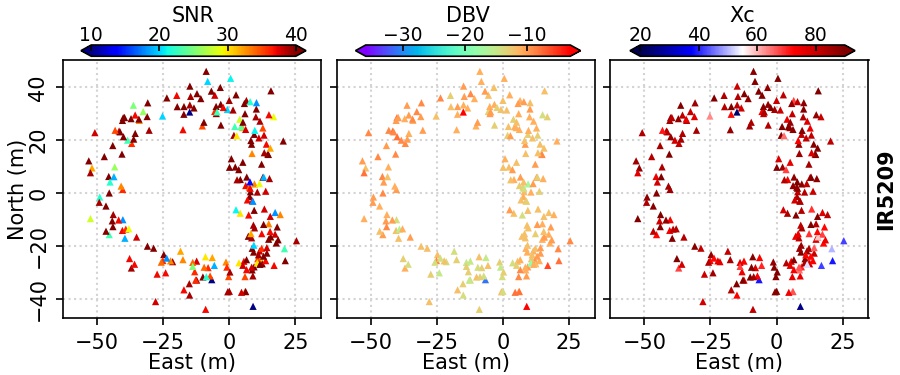 SNR DBV Xc
10 20 30 40 −30 −20 −10 20 40 60 80
North (m)
40
20
0
−20
−40
−50 −25 0 25 −50 −25 0 25 −50 −25 0 25
East (m) East (m) East (m)
IR5209